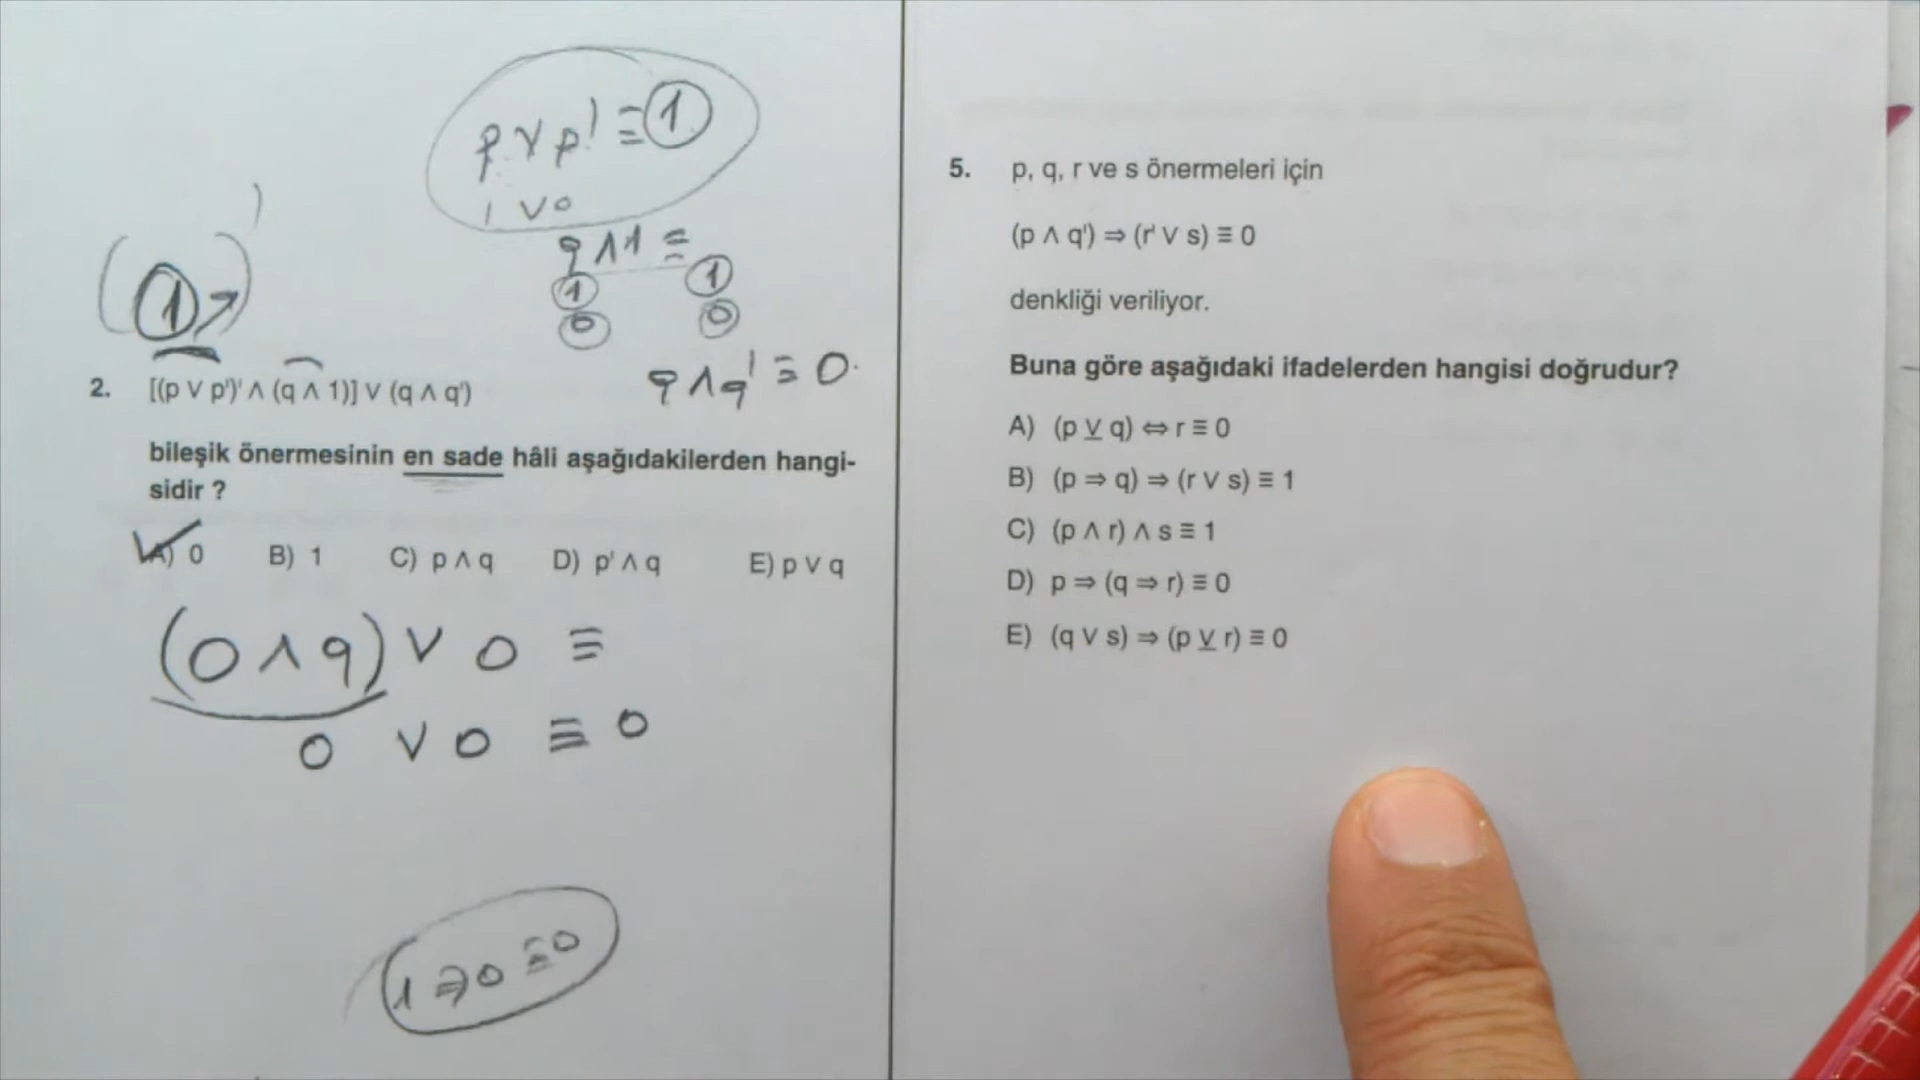 p ∨ p' ≡ 1
1 ∨ 0
q ∧ 1 ≡
1 1
0 0
q ∧ q' ≡ 0
( 1 )'
2. [(p ∨ p')' ∧ (q ∧ 1)] ∨ (q ∧ q')
bileşik önermesinin en sade hâli aşağıdakilerden hangi-
sidir ?
A) 0 B) 1 C) p ∧ q D) p' ∧ q E) p ∨ q
(0 ∧ q) ∨ 0 ≡
0 ∨ 0 ≡ 0
1 ⇒ 0 ≡ 0
5. p, q, r ve s önermeleri için
(p ∧ q') ⇒ (r' ∨ s) ≡ 0
denkliği veriliyor.
Buna göre aşağıdaki ifadelerden hangisi doğrudur?
A) (p ⊻ q) ⇔ r ≡ 0
B) (p ⇒ q) ⇒ (r ∨ s) ≡ 1
C) (p ∧ r) ∧ s ≡ 1
D) p ⇒ (q ⇒ r) ≡ 0
E) (q ∨ s) ⇒ (p ⊻ r) ≡ 0